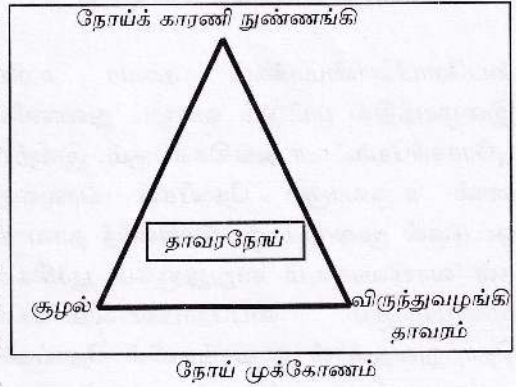 நோய்க் காரணி நுண்ணங்கி
தாவரநோய்
சூழல்
விருந்துவழங்கி
தாவரம்
நோய் முக்கோணம்